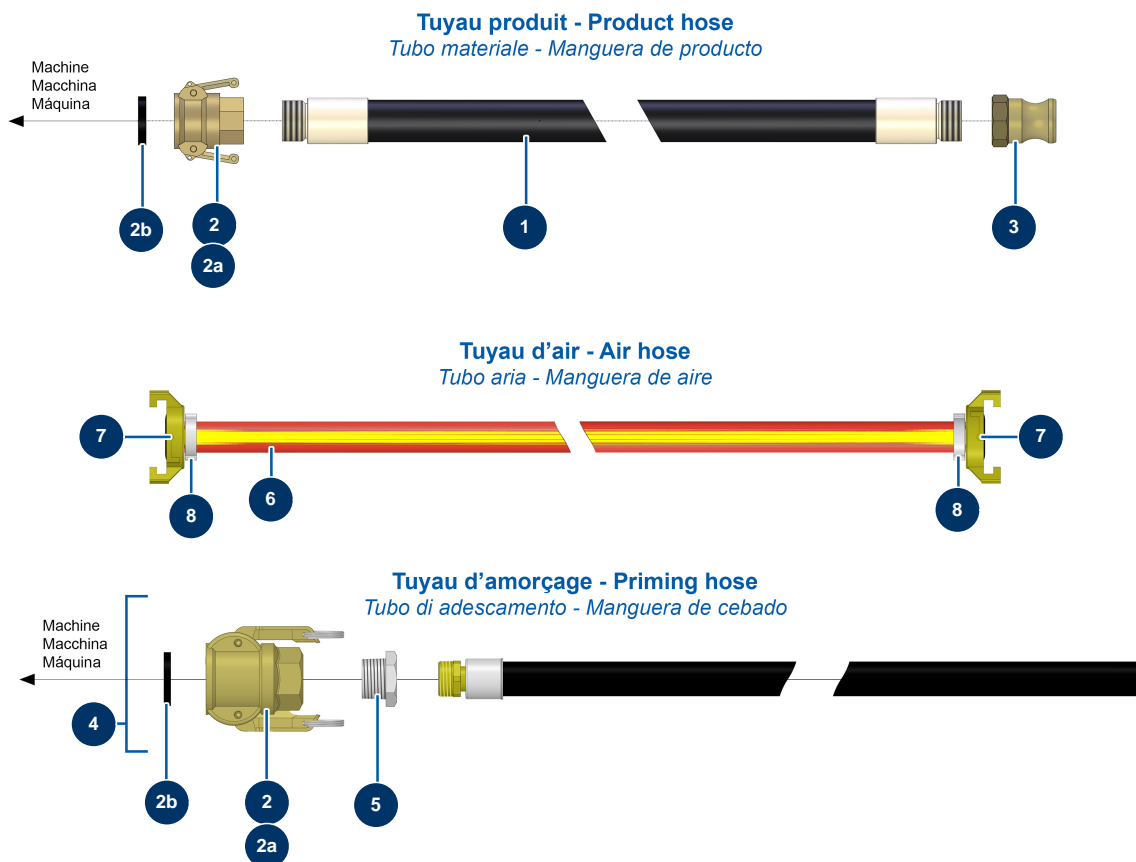 Tuyau produit - Product hose
Tubo materiale - Manguera de producto
Machine
Macchina
Máquina
2b
2
2a
1
3
Tuyau d’air - Air hose
Tubo aria - Manguera de aire
7
7
8
6
8
Tuyau d’amorçage - Priming hose
Tubo di adescamento - Manguera de cebado
Machine
Macchina
Máquina
4
2b
2
2a
5